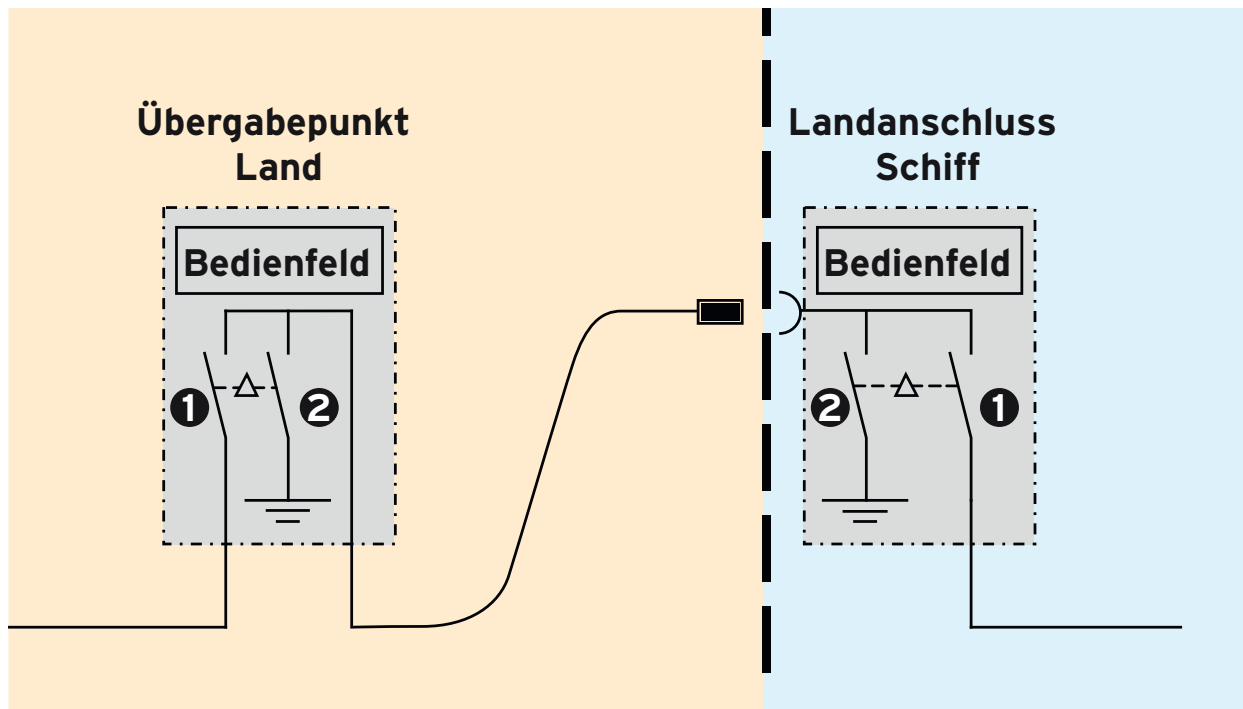 Übergabepunkt
Land
Bedienfeld
1
2
Landanschluss
Schiff
Bedienfeld
2
1